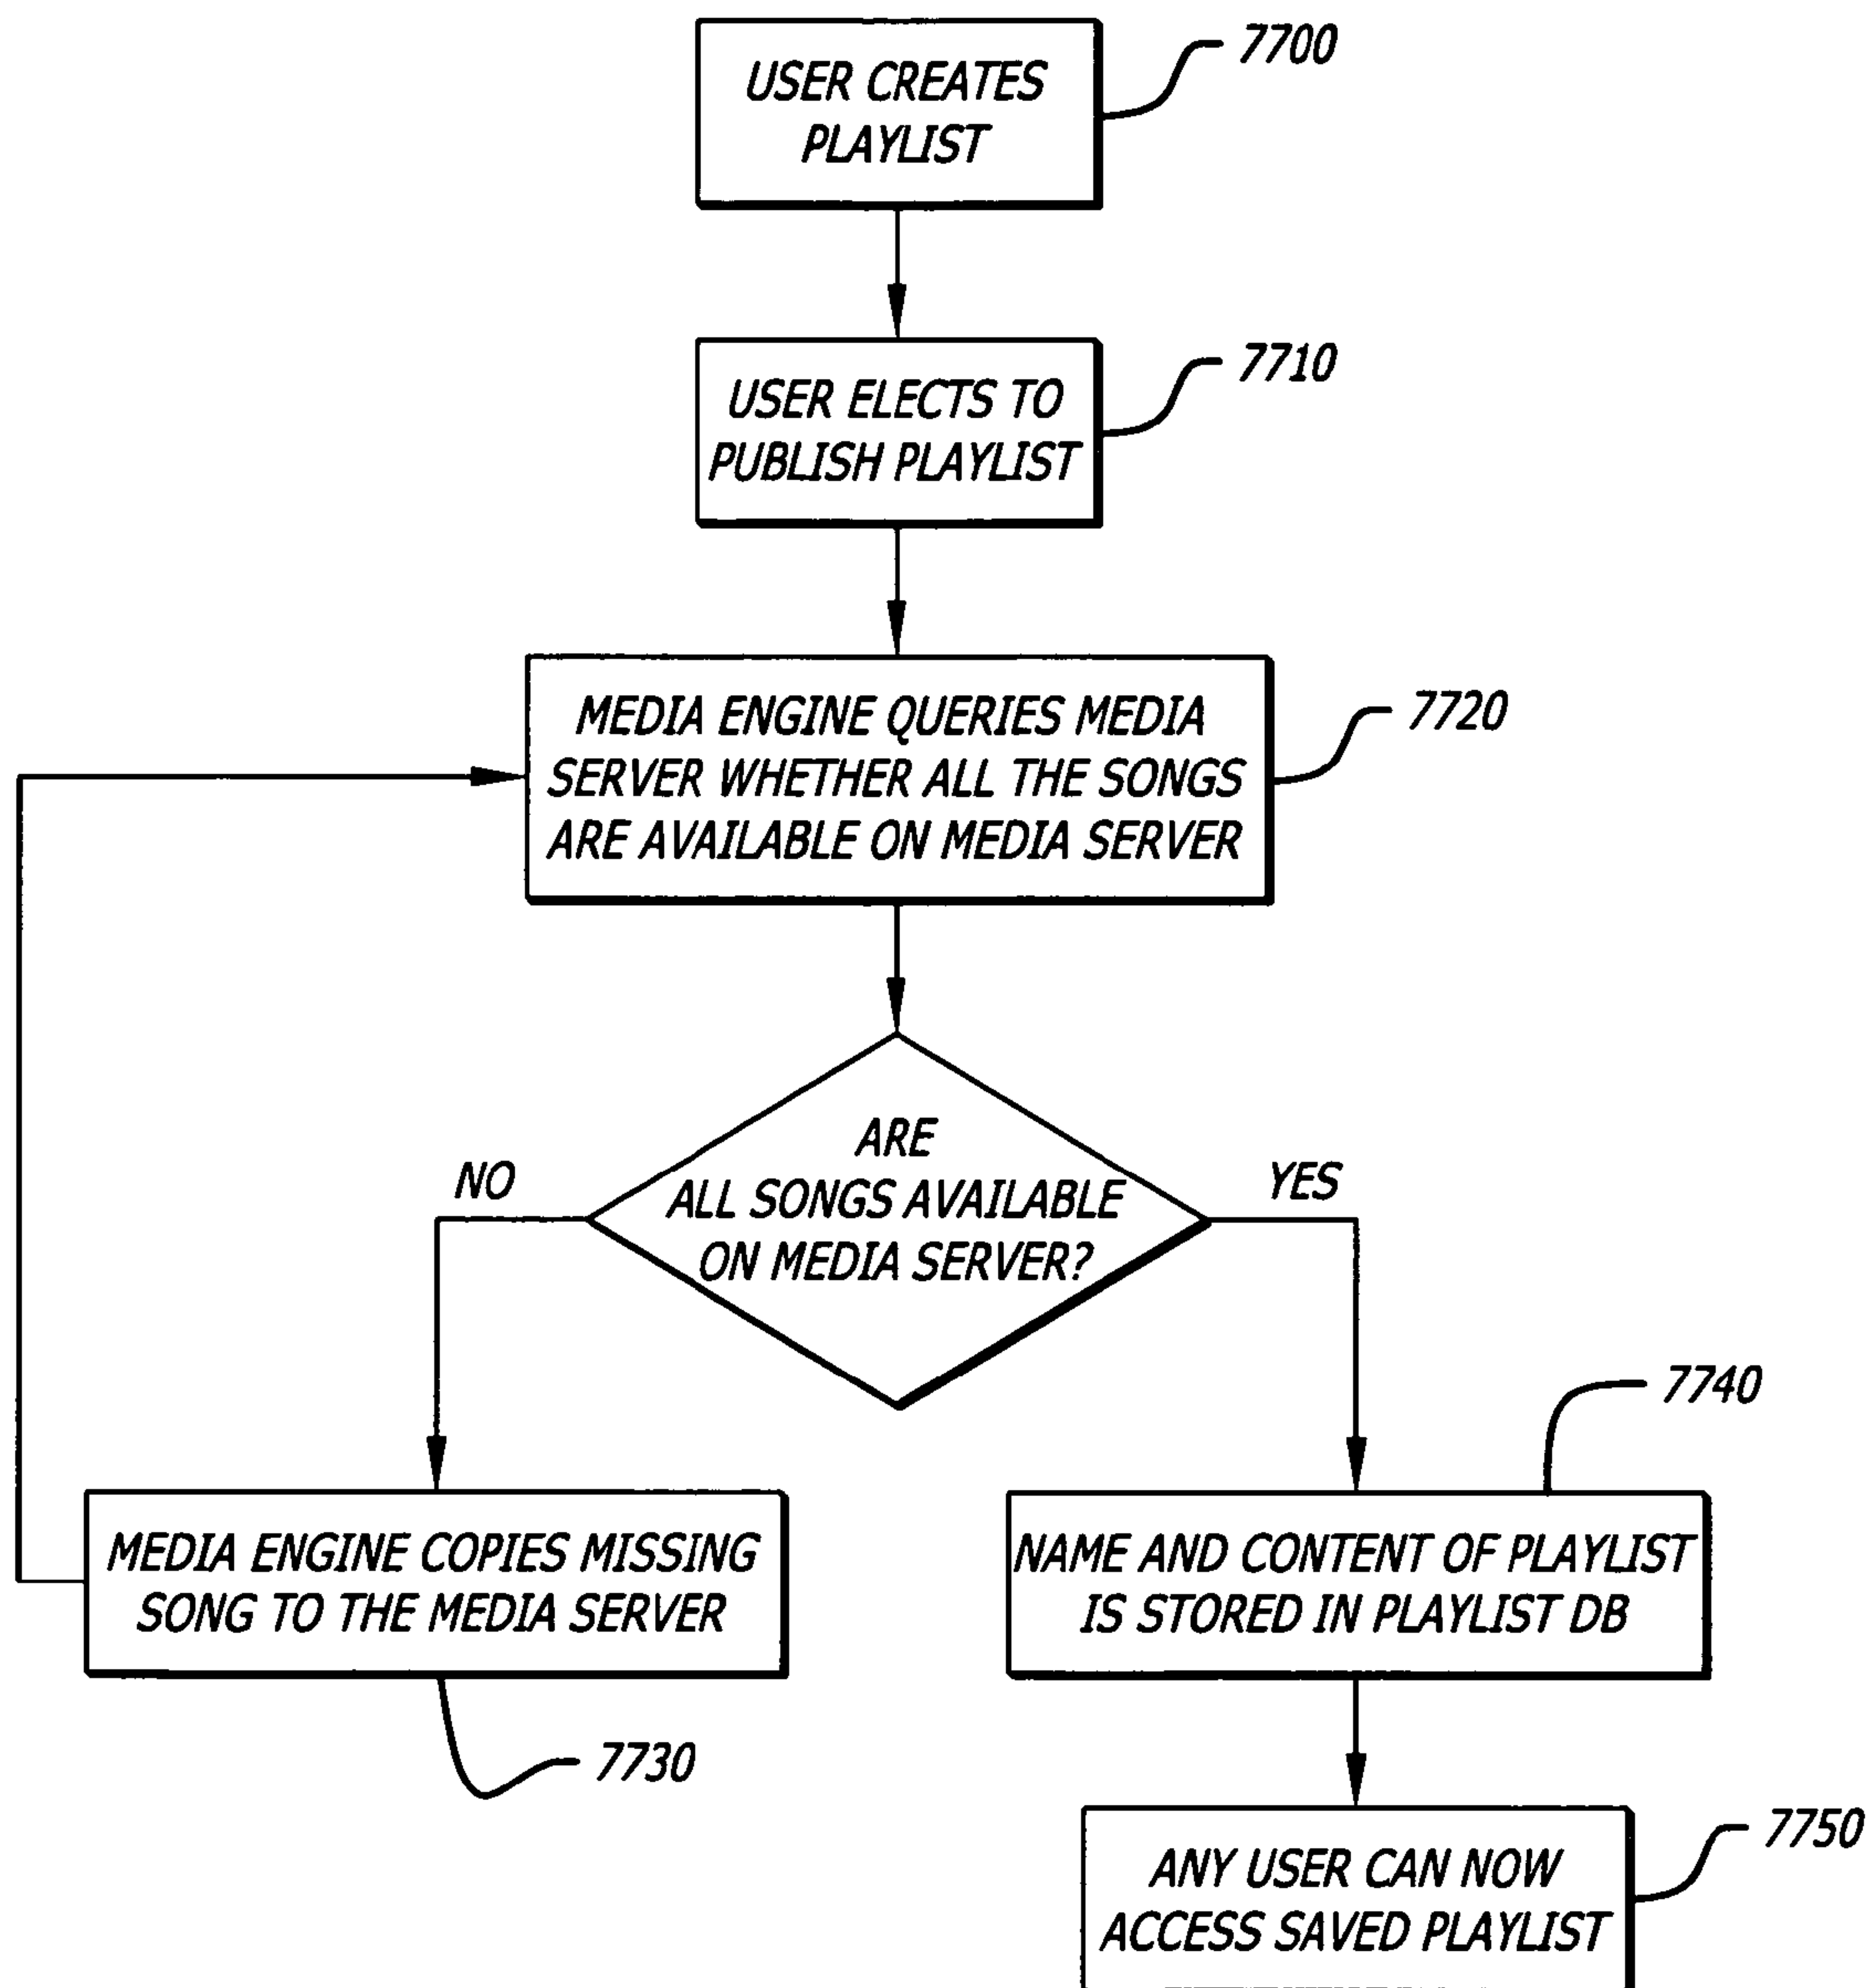 USER CREATES
PLAYLIST
7700
USER ELECTS TO
PUBLISH PLAYLIST
7710
MEDIA ENGINE QUERIES MEDIA
SERVER WHETHER ALL THE SONGS
ARE AVAILABLE ON MEDIA SERVER
7720
ARE
ALL SONGS AVAILABLE
ON MEDIA SERVER?
NO
YES
MEDIA ENGINE COPIES MISSING
SONG TO THE MEDIA SERVER
7730
7740
NAME AND CONTENT OF PLAYLIST
IS STORED IN PLAYLIST DB
ANY USER CAN NOW
ACCESS SAVED PLAYLIST
7750